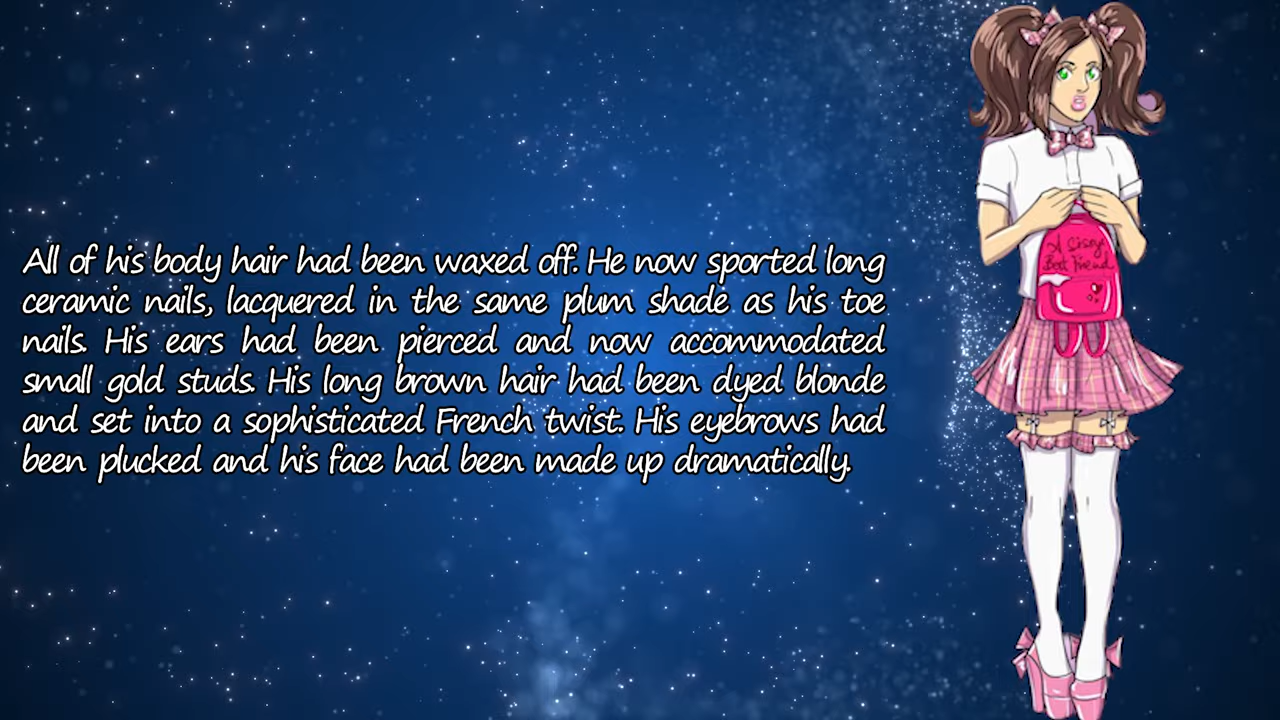 All of his body hair had been waxed off. He now sported long
ceramic nails, lacquered in the same plum shade as his toe
nails. His ears had been pierced and now accommodated
small gold studs. His long brown hair had been dyed blonde
and set into a sophisticated French twist. His eyebrows had
been plucked and his face had been made up dramatically.
A Sissy's
Best Friend